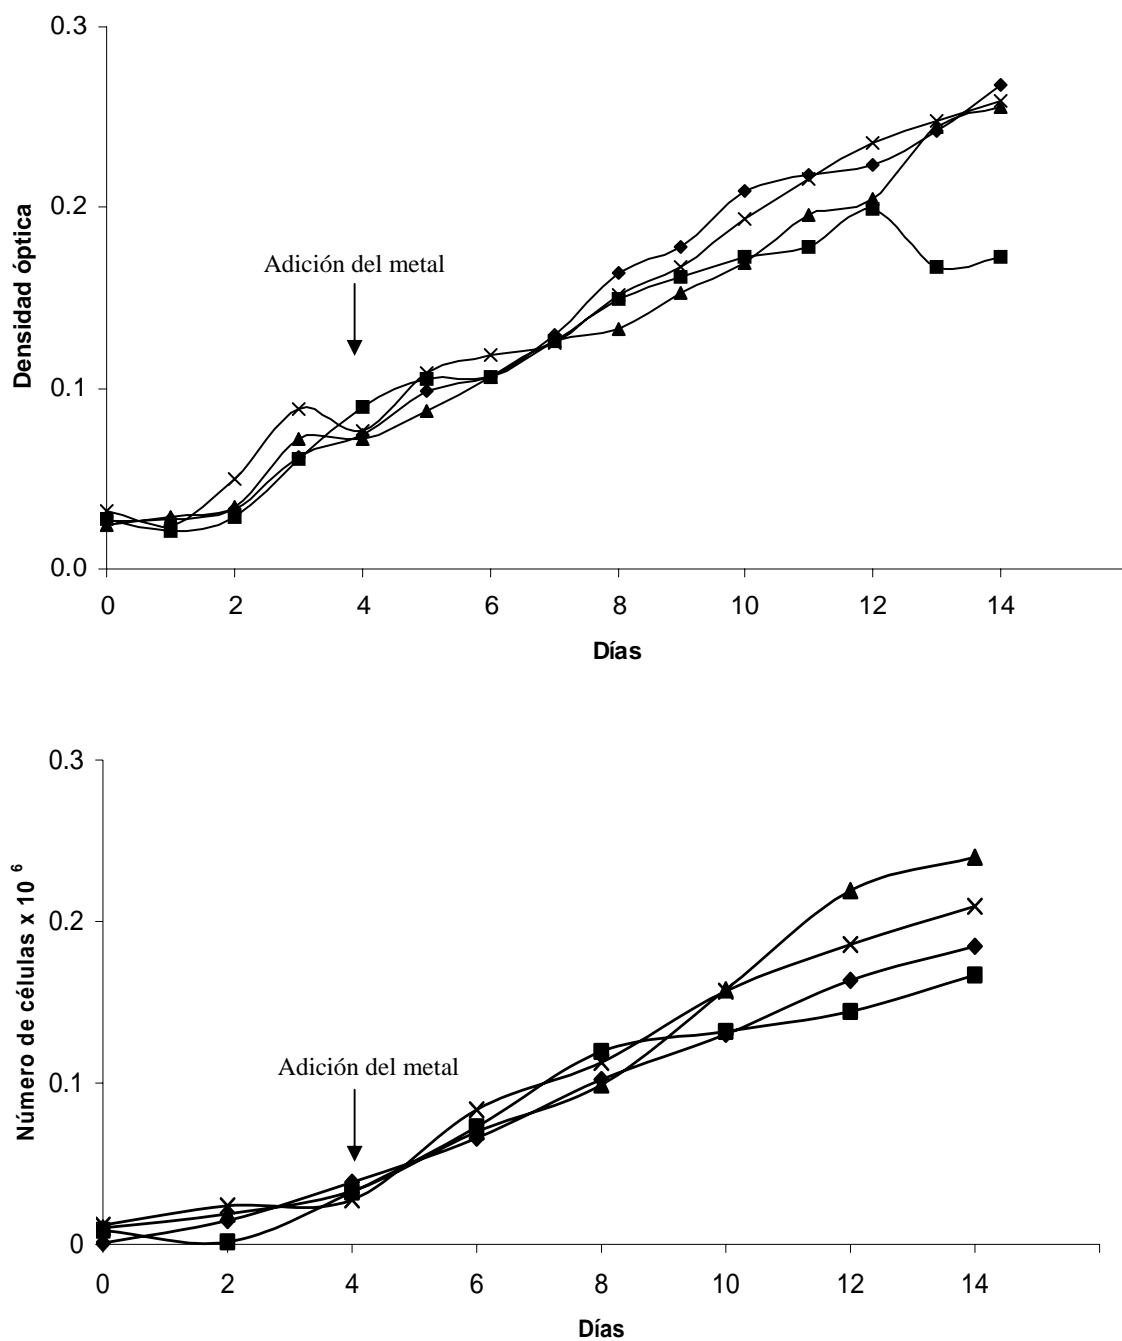 0.3
0.2
0.1
0.0
Densidad óptica
Adición del metal
0 2 4 6 8 10 12 14
Días
0.3
0.2
0.1
0
Número de células x 10 6
Adición del metal
0 2 4 6 8 10 12 14
Días